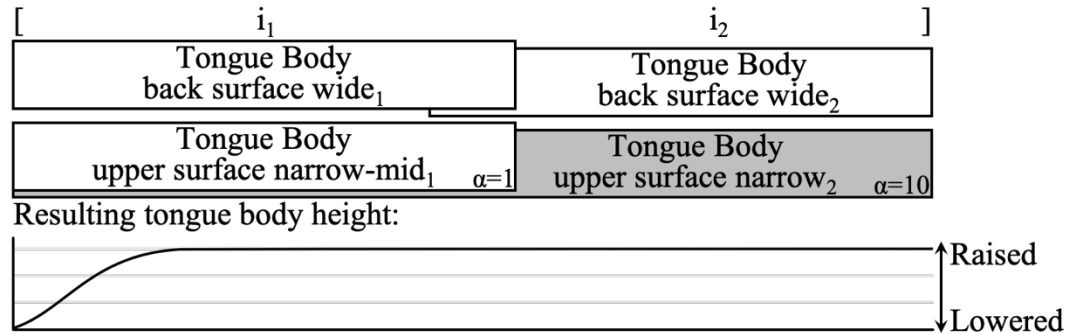 [ i₁ i₂ ]
Tongue Body
back surface wide₁
Tongue Body
back surface wide₂
Tongue Body
upper surface narrow-mid₁ α=1
Tongue Body
upper surface narrow₂ α=10
Resulting tongue body height:
Raised
Lowered